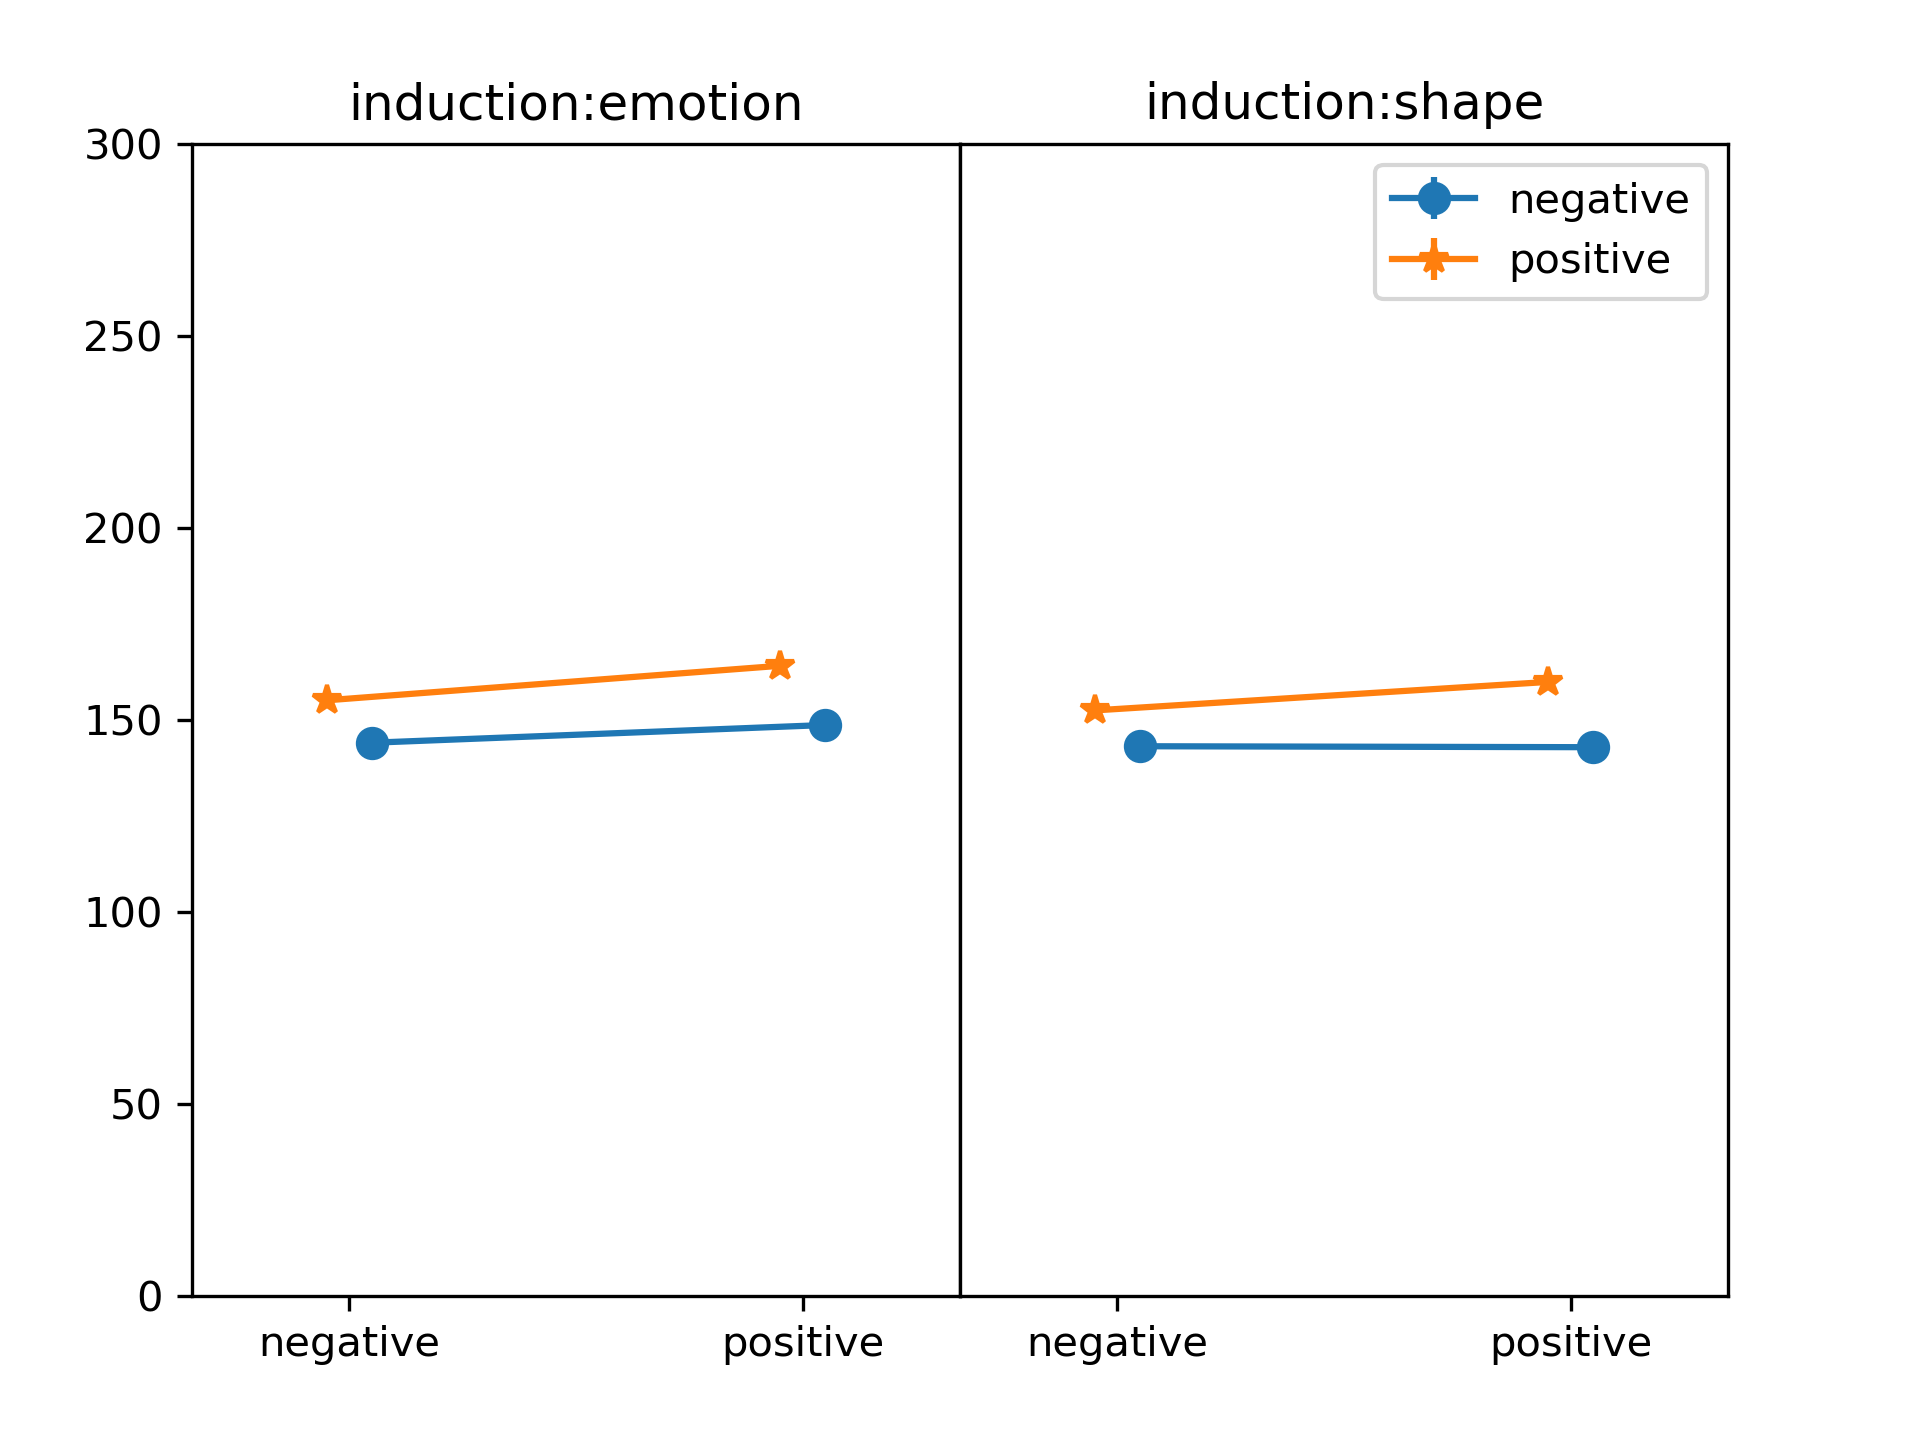 induction:emotion
induction:shape
300
250
200
150
100
50
0
negative
positive
negative
positive
negative
positive